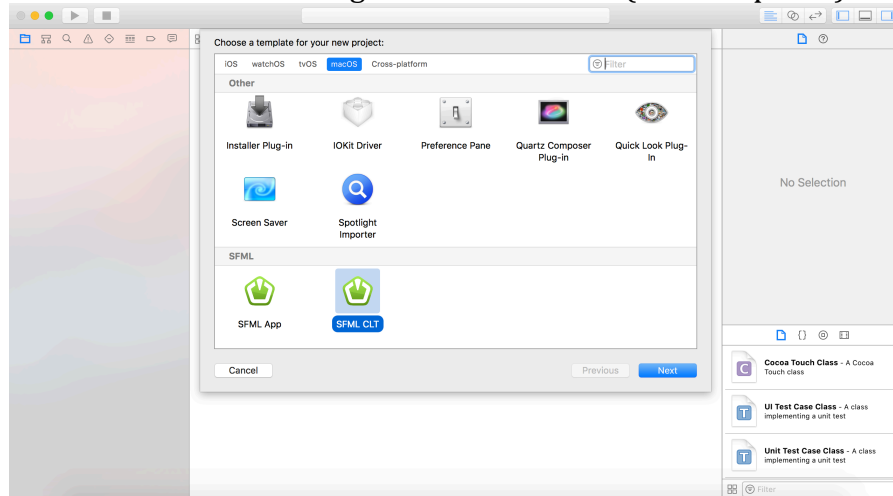 Choose a template for your new project:
iOS watchOS tvOS macOS Cross-platform
Filter
Other
Installer Plug-in
IOKit Driver
Preference Pane
Quartz Composer
Plug-in
Quick Look Plug-
In
Screen Saver
Spotlight
Importer
SFML
SFML App
SFML CLT
Cancel
Previous
Next
No Selection
{}
C
Cocoa Touch Class - A Cocoa
Touch class
T
UI Test Case Class - A class
implementing a unit test
T
Unit Test Case Class - A class
implementing a unit test
Filter